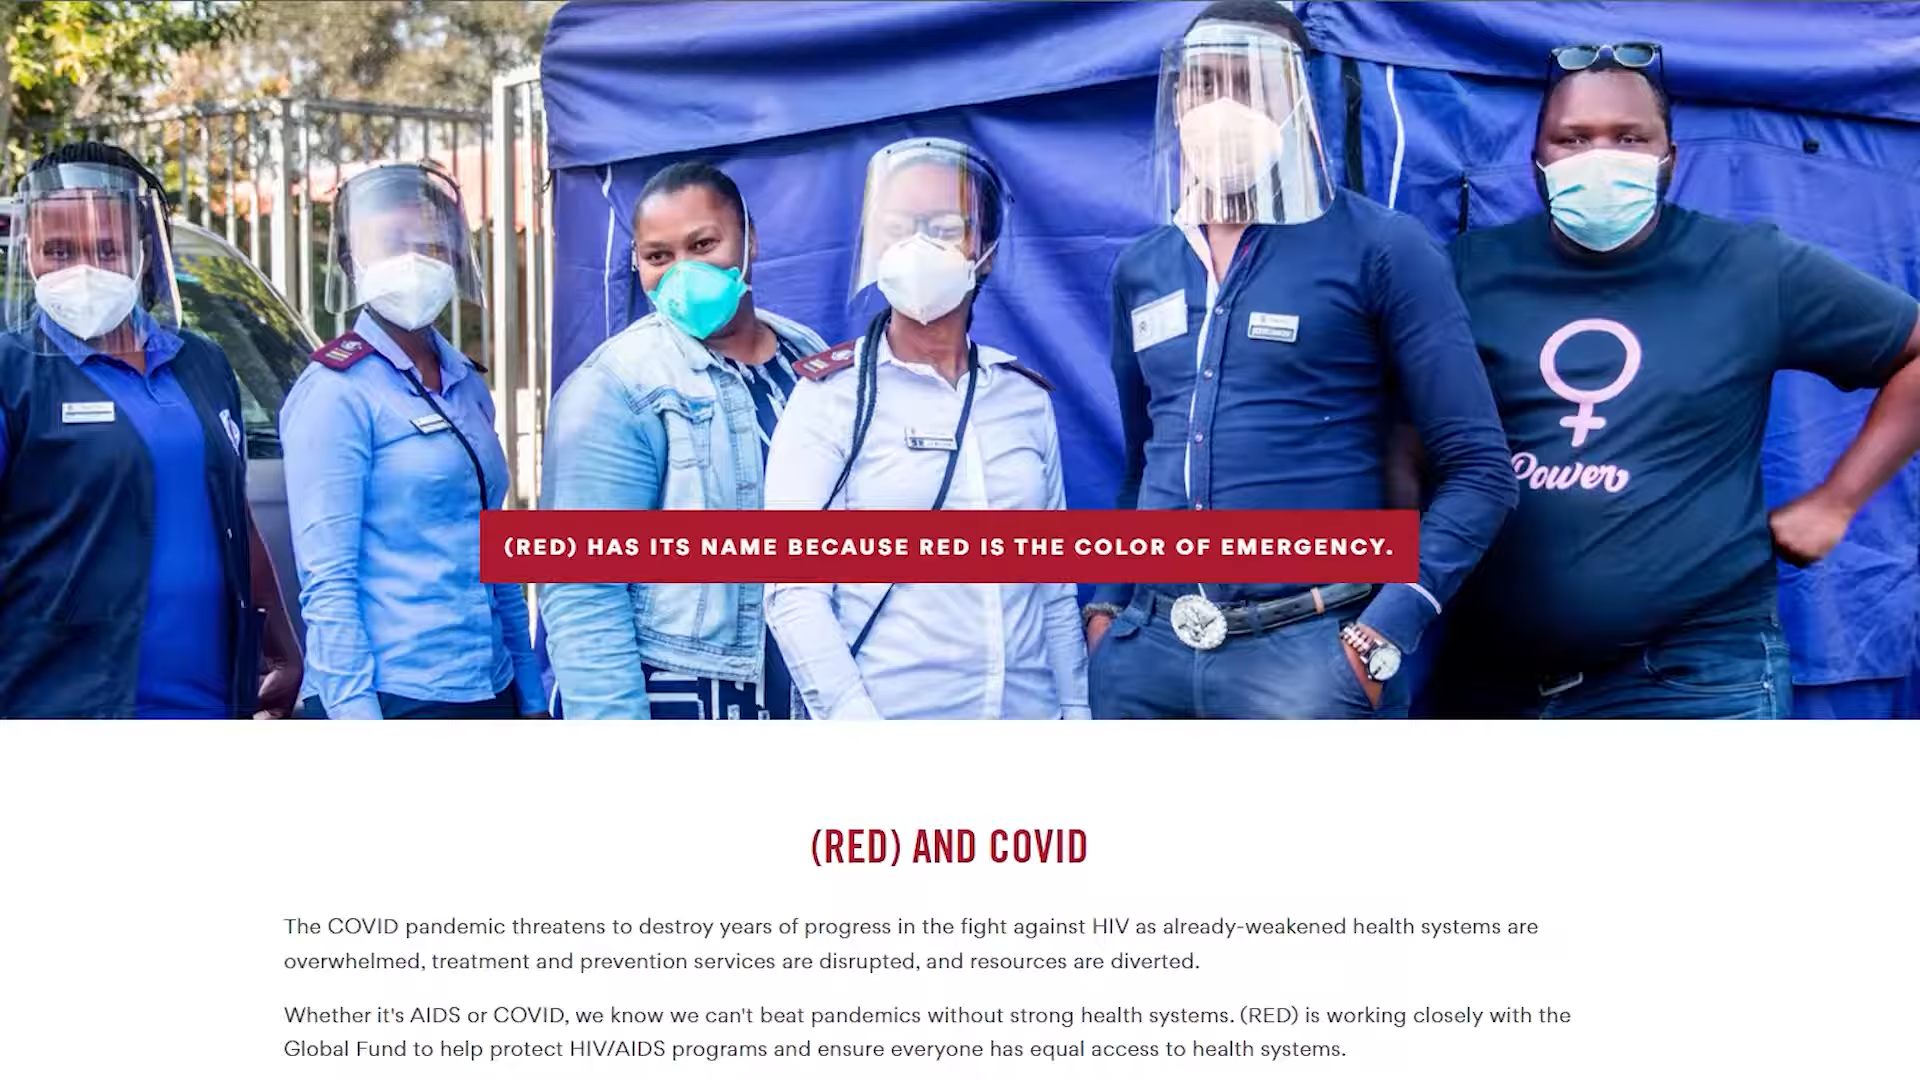 Power
(RED) HAS ITS NAME BECAUSE RED IS THE COLOR OF EMERGENCY.
(RED) AND COVID
The COVID pandemic threatens to destroy years of progress in the fight against HIV as already-weakened health systems are
overwhelmed, treatment and prevention services are disrupted, and resources are diverted.
Whether it's AIDS or COVID, we know we can't beat pandemics without strong health systems. (RED) is working closely with the
Global Fund to help protect HIV/AIDS programs and ensure everyone has equal access to health systems.